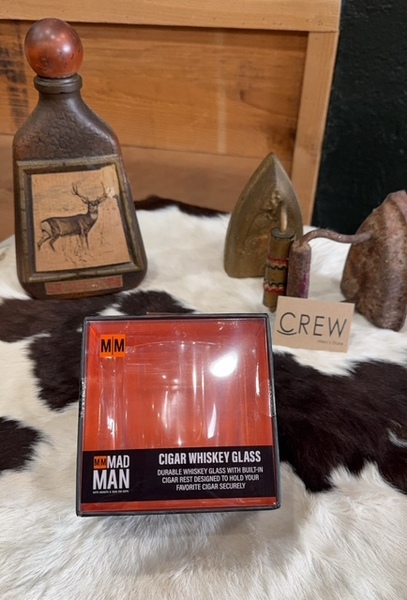 CREW
MM
MM MAD
MAN
CIGAR WHISKEY GLASS
DURABLE WHISKEY GLASS WITH BUILT-IN
CIGAR REST DESIGNED TO HOLD YOUR
FAVORITE CIGAR SECURELY